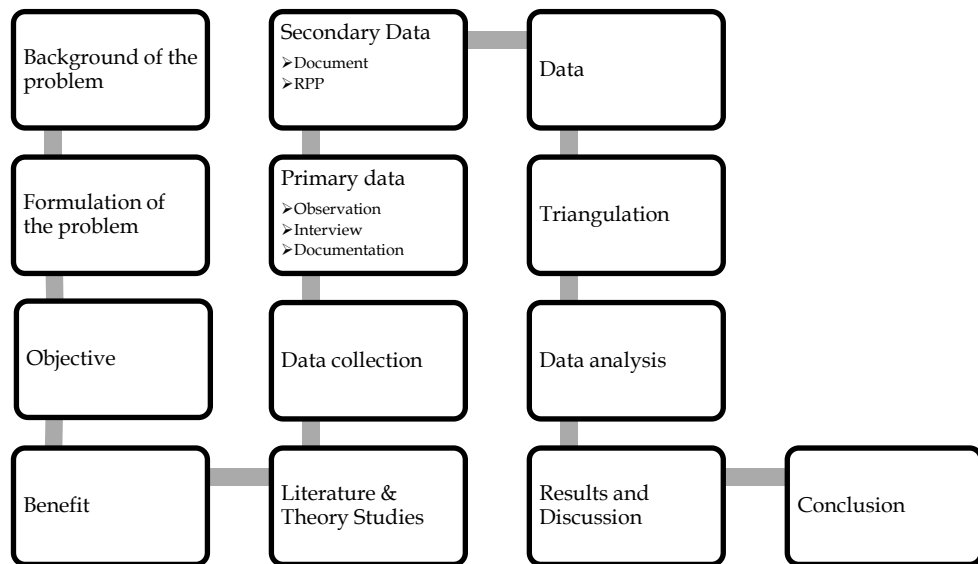 Background of the
problem
Formulation of
the problem
Objective
Benefit
Literature &
Theory Studies
Data collection
Primary data
➢Observation
➢Interview
➢Documentation
Secondary Data
➢Document
➢RPP
Data
Triangulation
Data analysis
Results and
Discussion
Conclusion